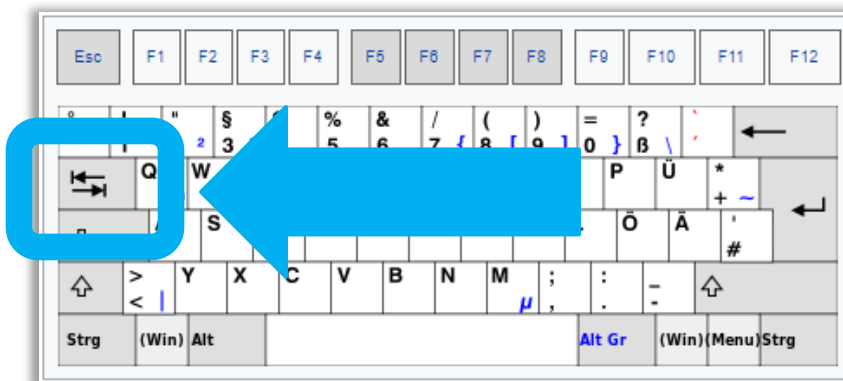 Esc F1 F2 F3 F4 F5 F6 F7 F8 F9 F10 F11 F12
° " § % & / ( ) = ? `
² 3 5 6 7 { 8 [ 9 ] 0 } ß \ ´
Q W P Ü *
+ ~
S Ö Ä '
#
> Y X C V B N M ; : _
< | µ , . -
Strg (Win) Alt Alt Gr (Win) (Menu) Strg